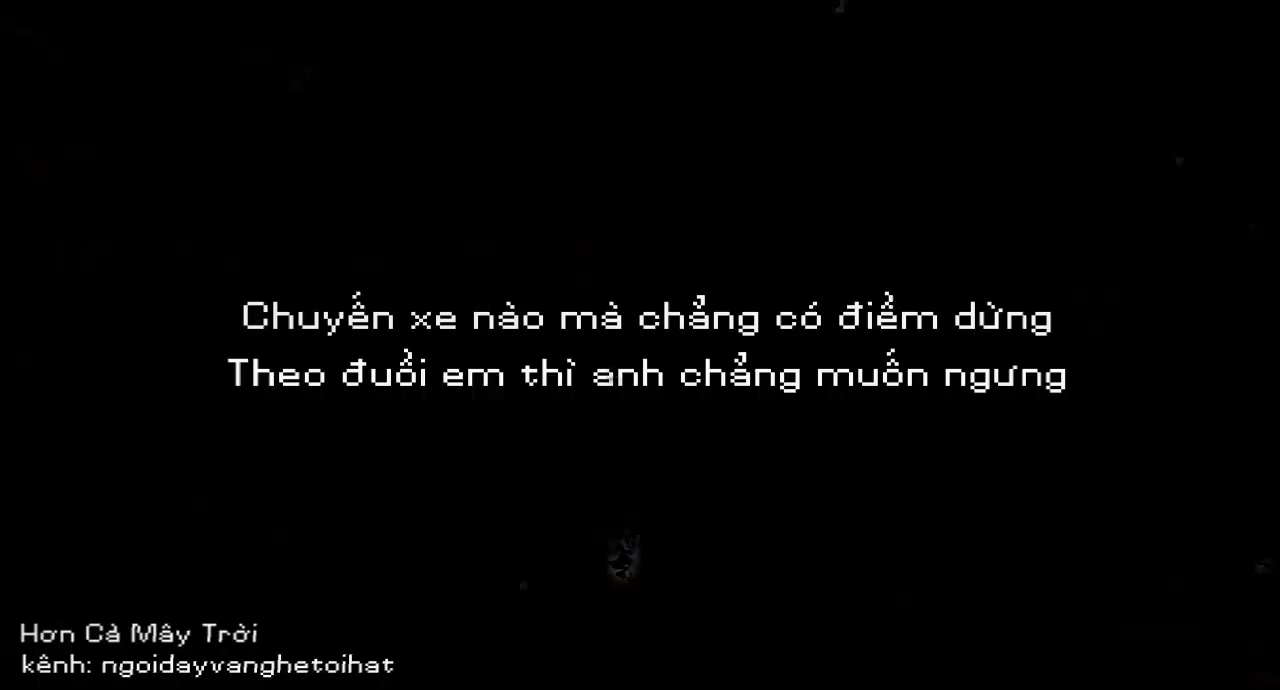 Chuyến xe nào mà chẳng có điểm dừng
Theo đuổi em thì anh chẳng muốn ngưng
Hơn Cả Mây Trời
kênh: ngoidayvanghetoihat